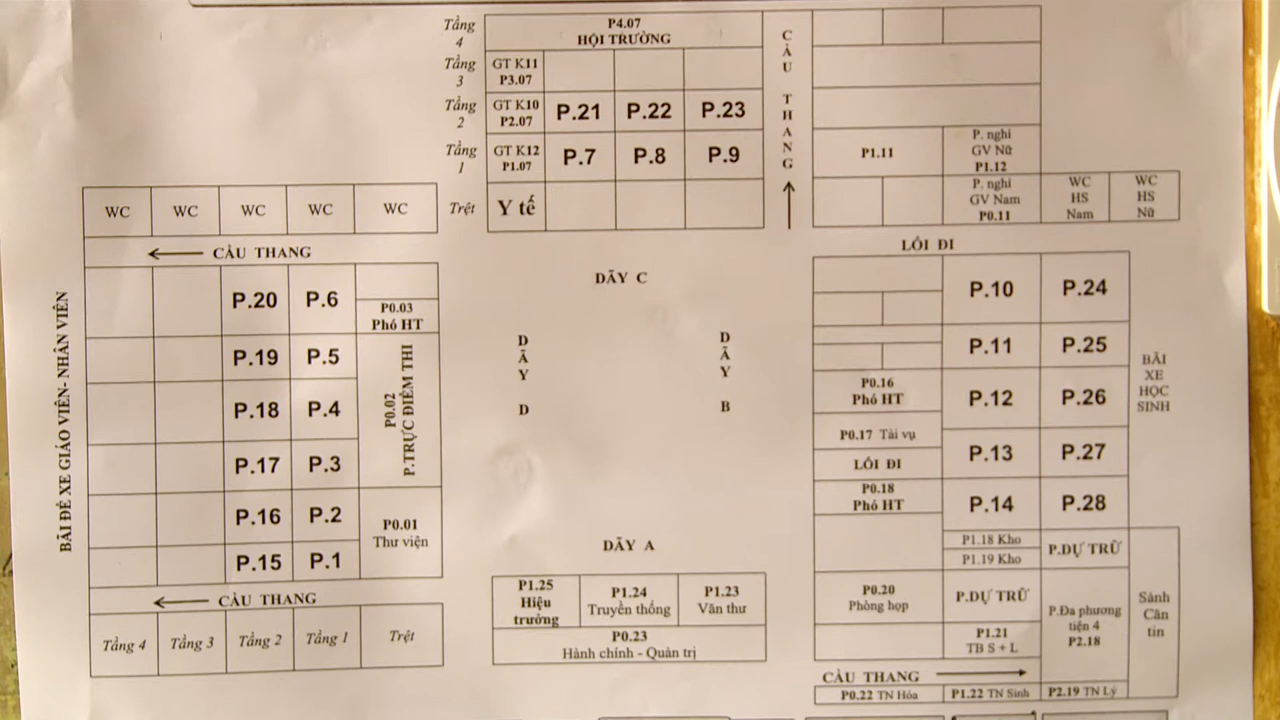 Tầng 4
P4.07
HỘI TRƯỜNG
Tầng 3
GT K11
P3.07
Tầng 2
GT K10
P2.07
P.21 P.22 P.23
Tầng 1
GT K12
P1.07
P.7 P.8 P.9
Trệt
Y tế
CẦU THANG
P1.11
P. nghỉ
GV Nữ
P1.12
P. nghỉ
GV Nam
P0.11
WC
HS
Nam
WC
HS
Nữ
LỐI ĐI
WC WC WC WC WC
CẦU THANG
BÃI ĐỂ XE GIÁO VIÊN- NHÂN VIÊN
P.20 P.6
P0.03
Phó HT
P.19 P.5
P.18 P.4
P.17 P.3
P0.02
P.TRỰC ĐIỂM THI
P.16 P.2
P.15 P.1
P0.01
Thư viện
CẦU THANG
Tầng 4 Tầng 3 Tầng 2 Tầng 1 Trệt
DÃY C
DÃY D
DÃY B
DÃY A
P1.25
Hiệu
trưởng
P1.24
Truyền thống
P1.23
Văn thư
P0.23
Hành chính - Quản trị
P.10 P.24
P.11 P.25
P0.16
Phó HT
P.12 P.26
P0.17 Tài vụ
LỐI ĐI
P.13 P.27
P0.18
Phó HT
P.14 P.28
BÃI
XE
HỌC
SINH
P1.18 Kho
P1.19 Kho
P.DỰ TRỮ
P0.20
Phòng họp
P.DỰ TRỮ
P.Đa phương
tiện 4
P2.18
P1.21
TB S + L
Sảnh
Căn
tin
CẦU THANG
P0.22 TN Hóa P1.22 TN Sinh P2.19 TN Lý